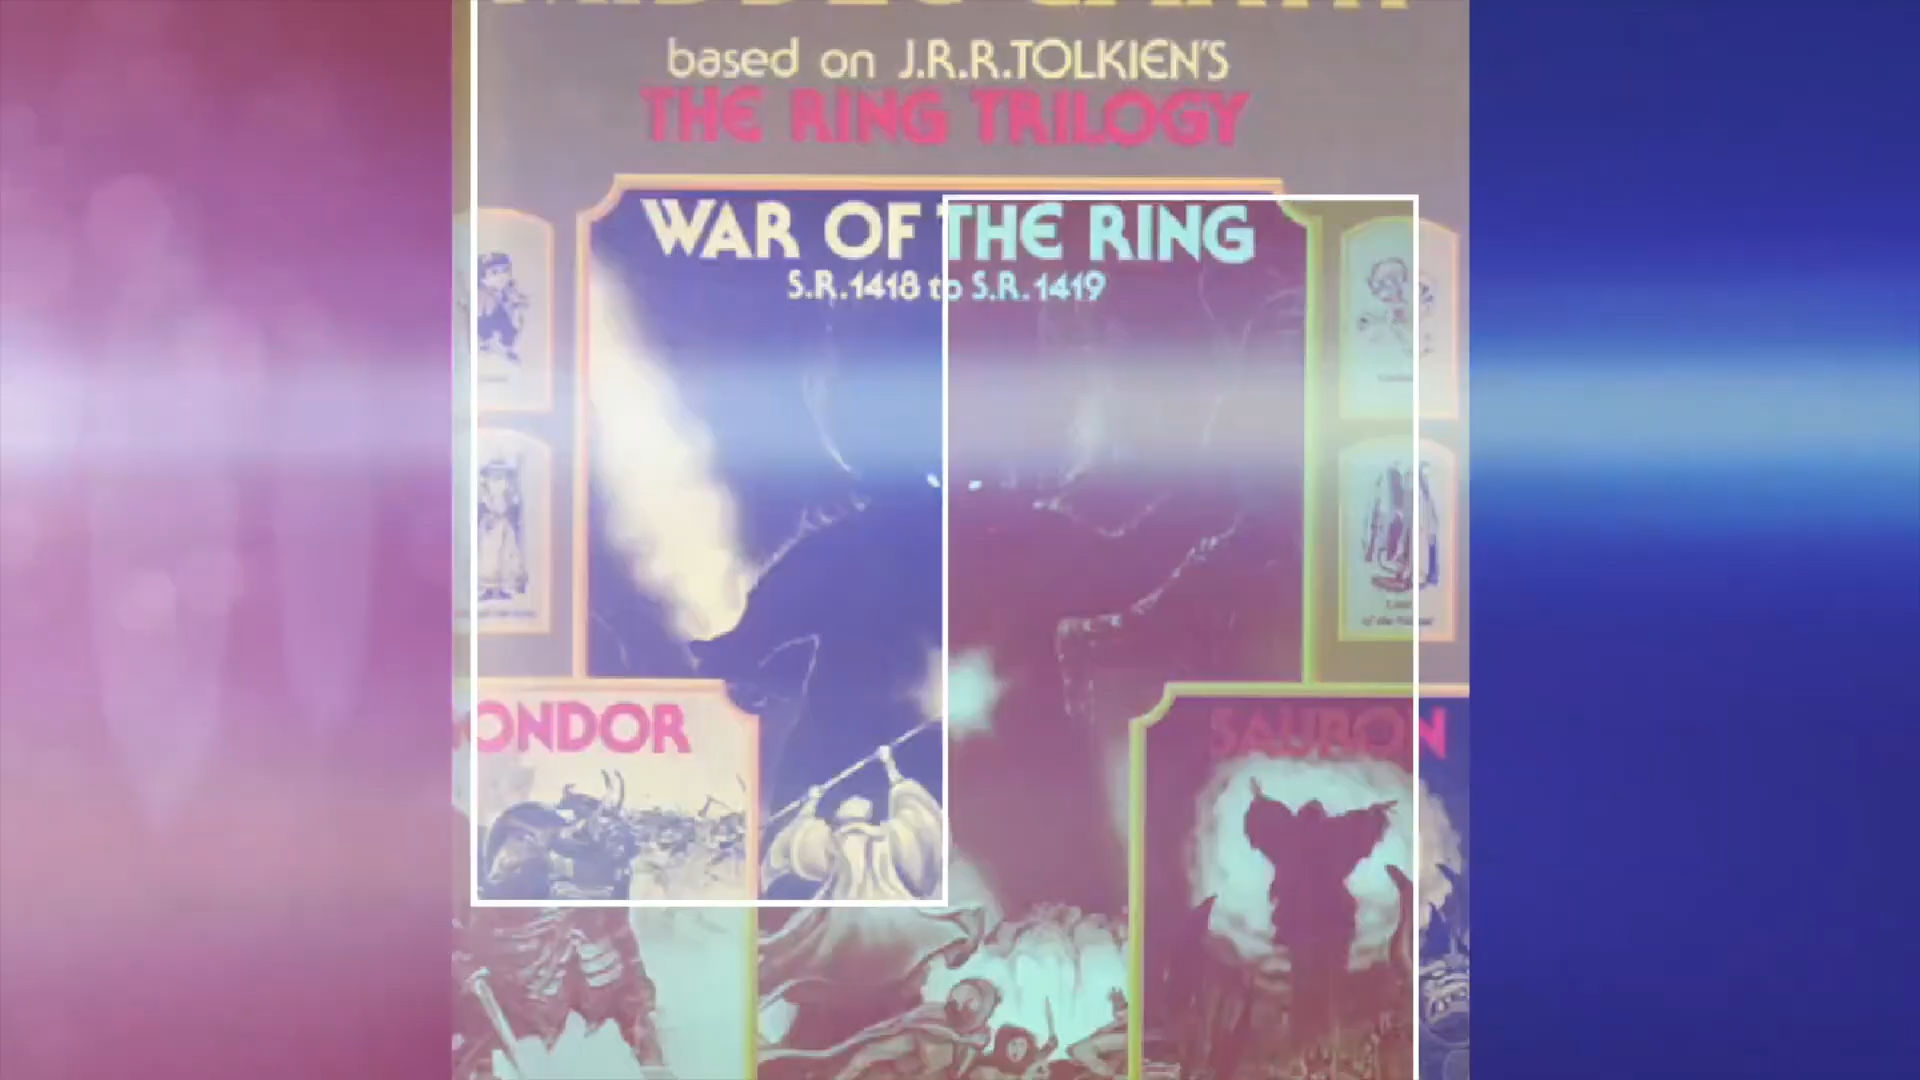 based on J.R.R.TOLKIEN'S
THE RING TRILOGY
WAR OF THE RING
S.R.1418 to S.R.1419
ONDOR
SAURON